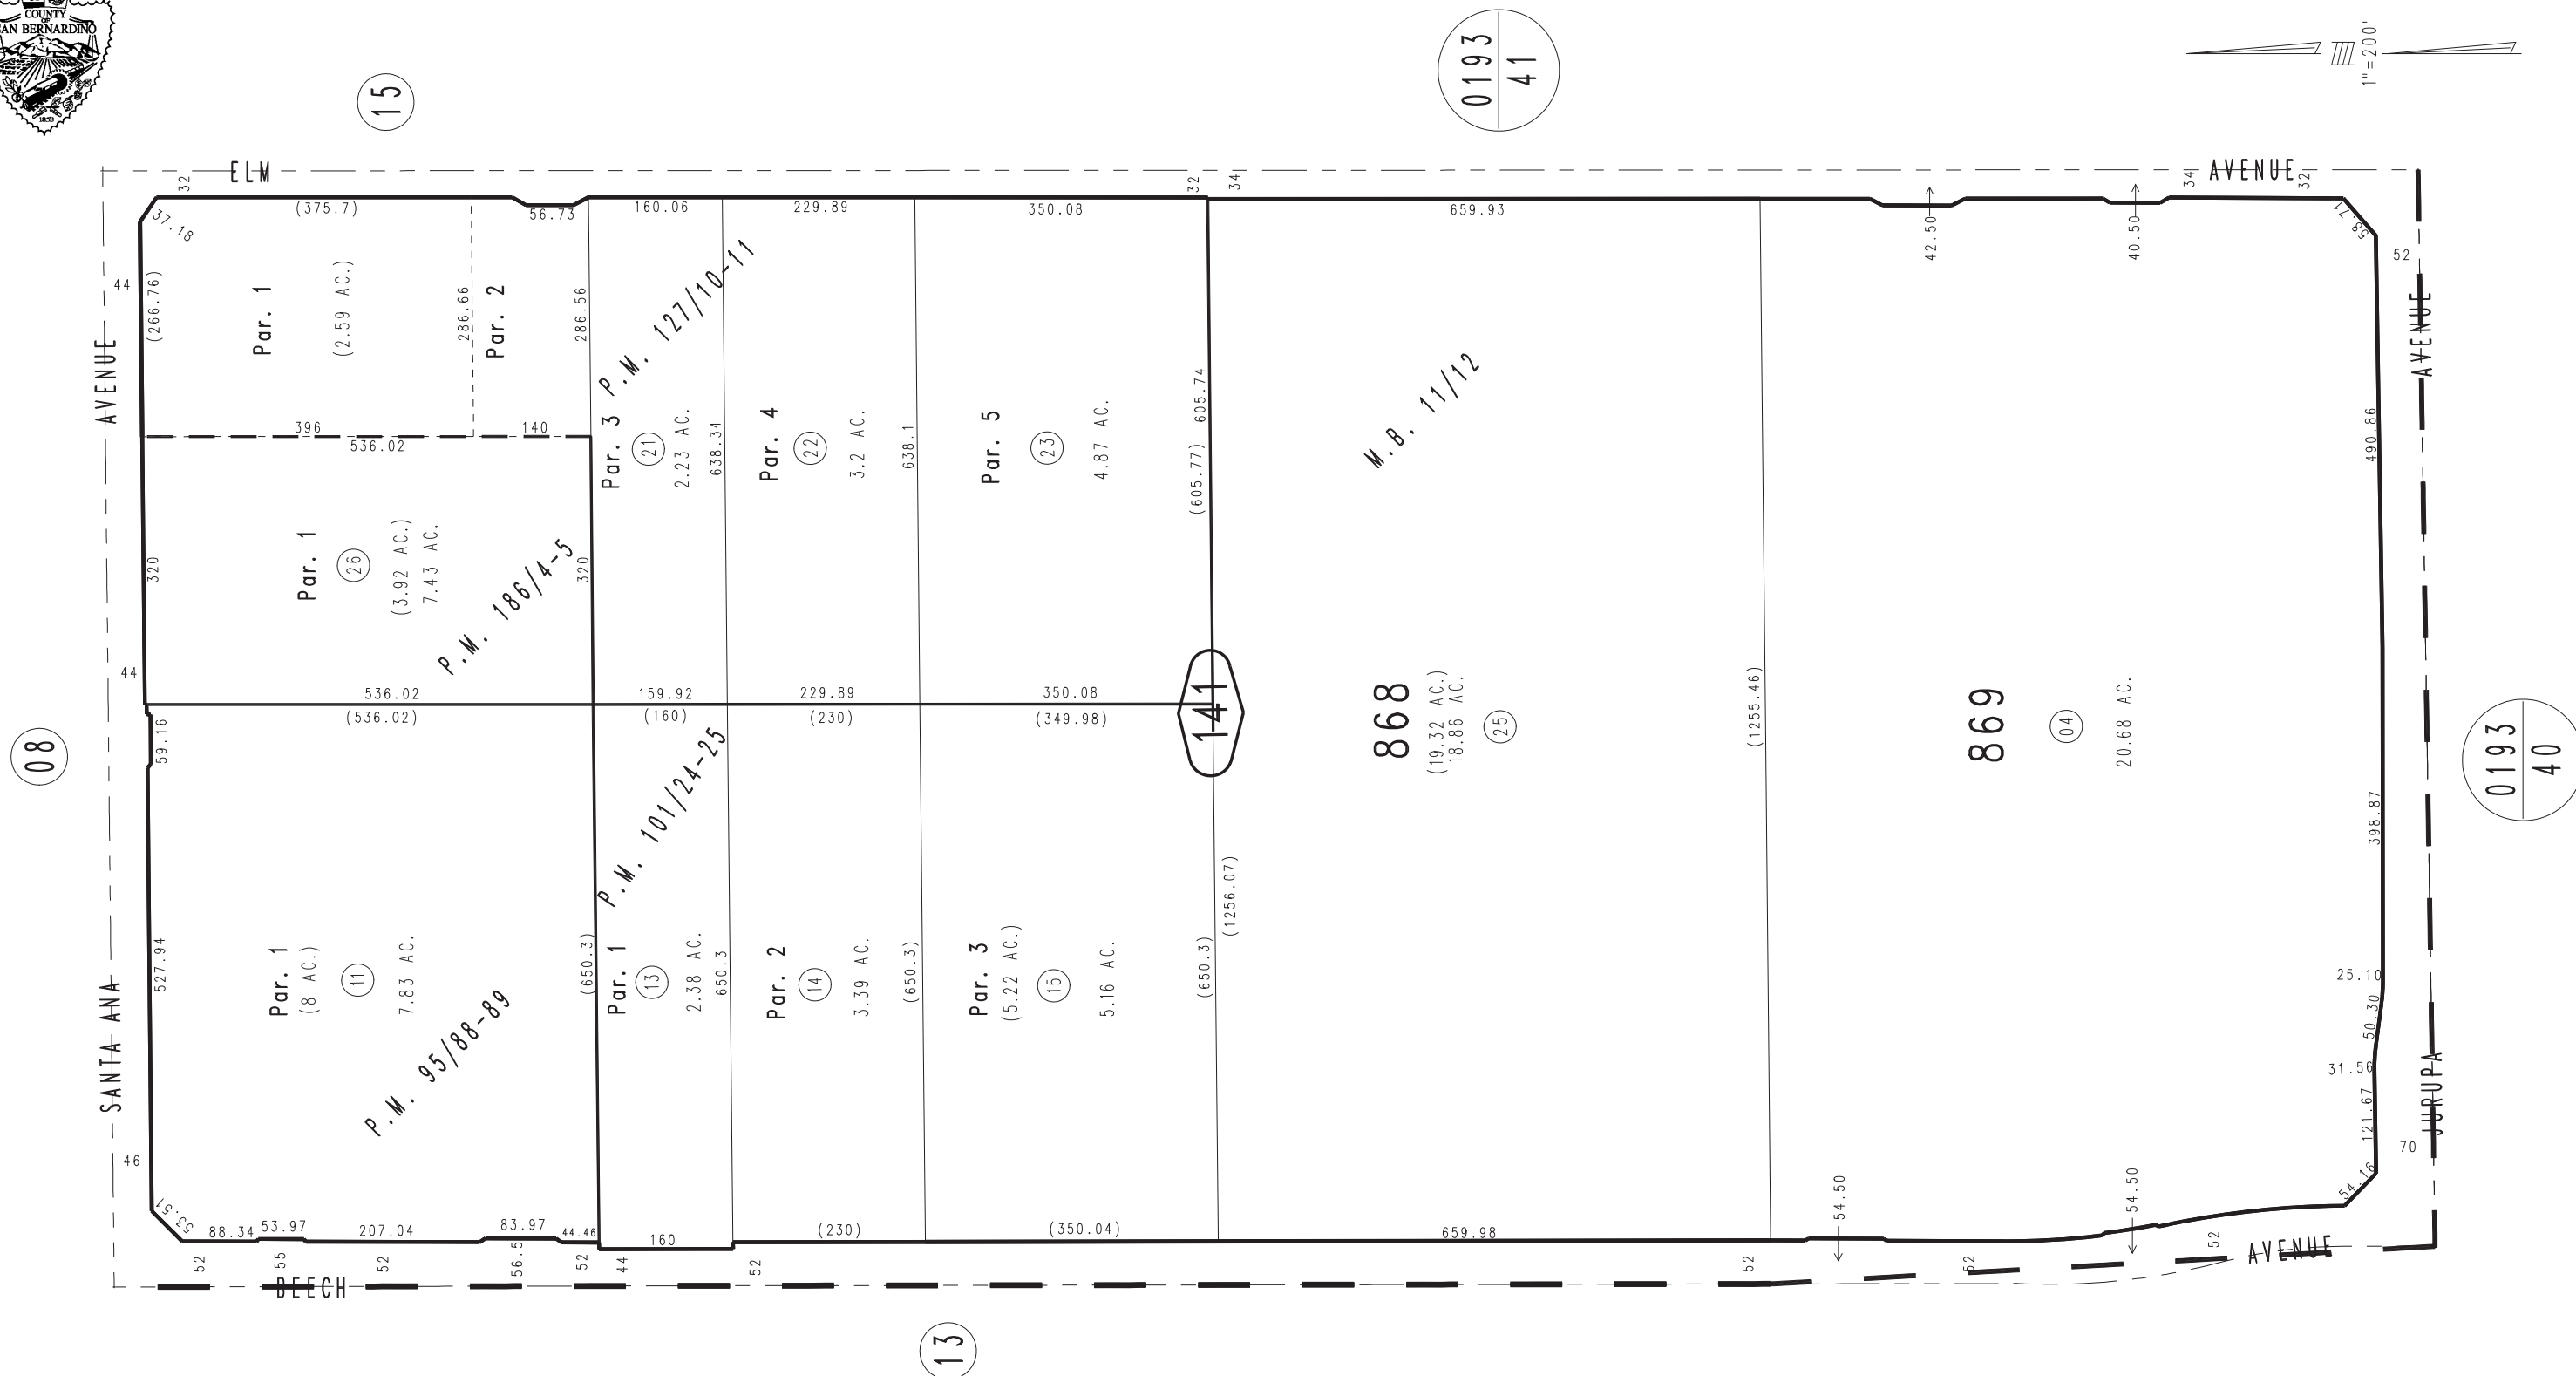 COUNTY
OF
SAN BERNARDINO
1853
15
0193
41
1"=200'
ELM
AVENUE
32
32
34
34
32
37.18
(375.7)
56.73
160.06
229.89
350.08
659.93
42.50
40.50
58.71
52
44
(266.76)
Par. 1
(2.59 AC.)
286.66
Par. 2
286.56
P.M. 127/10-11
AVENUE
396
140
536.02
Par. 3
21
2.23 AC.
638.34
Par. 4
22
3.2 AC.
638.1
Par. 5
23
4.87 AC.
(605.77) 605.74
M.B. 11/12
490.86
AVENUE
320
Par. 1
26
(3.92 AC.)
7.43 AC.
320
P.M. 186/4-5
44
536.02
159.92
229.89
350.08
(536.02)
(160)
(230)
(349.98)
141
868
(19.32 AC.)
18.86 AC.
25
(1255.46)
869
04
20.68 AC.
08
59.16
P.M. 101/24-25
(1256.07)
398.87
0193
40
527.94
Par. 1
(8 AC.)
11
7.83 AC.
(650.3)
Par. 1
13
2.38 AC.
650.3
Par. 2
14
3.39 AC.
(650.3)
Par. 3
(5.22 AC.)
15
5.16 AC.
(650.3)
25.10
50.30
31.56
121.67
JURUPA
70
SANTA ANA
P.M. 95/88-89
46
53.51
88.34
53.97
207.04
83.97
44.46
160
(230)
(350.04)
659.98
54.50
54.50
54.16
52
55
52
56.5
52
44
52
52
52
52
BEECH
AVENUE
13